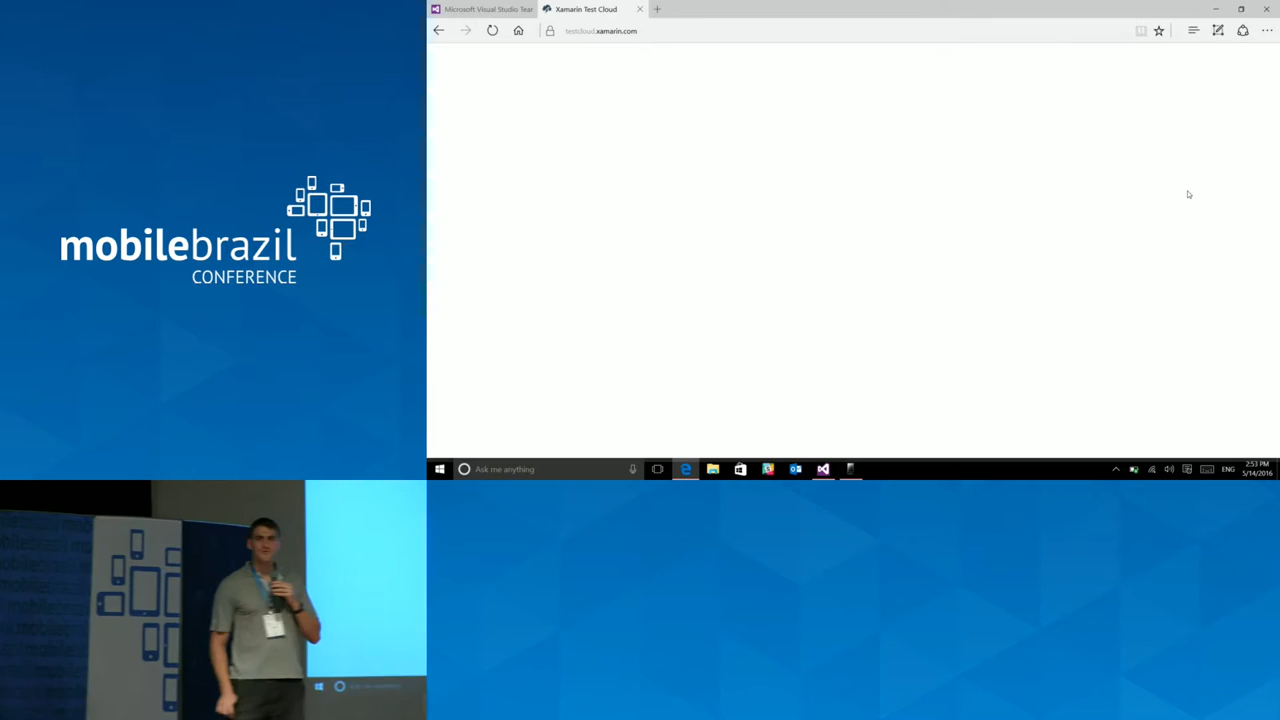 Microsoft Visual Studio Tear
Xamarin Test Cloud
testcloud.xamarin.com
mobilebrazil
CONFERENCE
Ask me anything
ENG
2:53 PM
5/14/2016